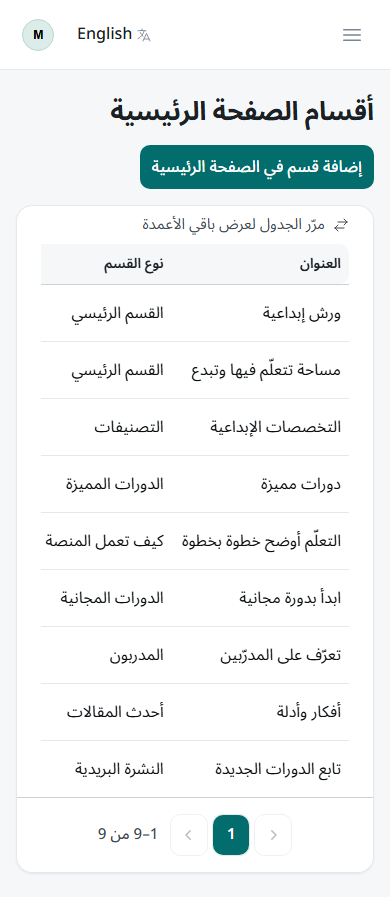 M English
أقسام الصفحة الرئيسية
إضافة قسم في الصفحة الرئيسية
مرّر الجدول لعرض باقي الأعمدة
العنوان نوع القسم
ورش إبداعية القسم الرئيسي
مساحة تتعلّم فيها وتبدع القسم الرئيسي
التخصصات الإبداعية التصنيفات
دورات مميزة الدورات المميزة
التعلّم أوضح خطوة بخطوة كيف تعمل المنصة
ابدأ بدورة مجانية الدورات المجانية
تعرّف على المدرّبين المدربون
أفكار وأدلة أحدث المقالات
تابع الدورات الجديدة النشرة البريدية
1 1–9 من 9